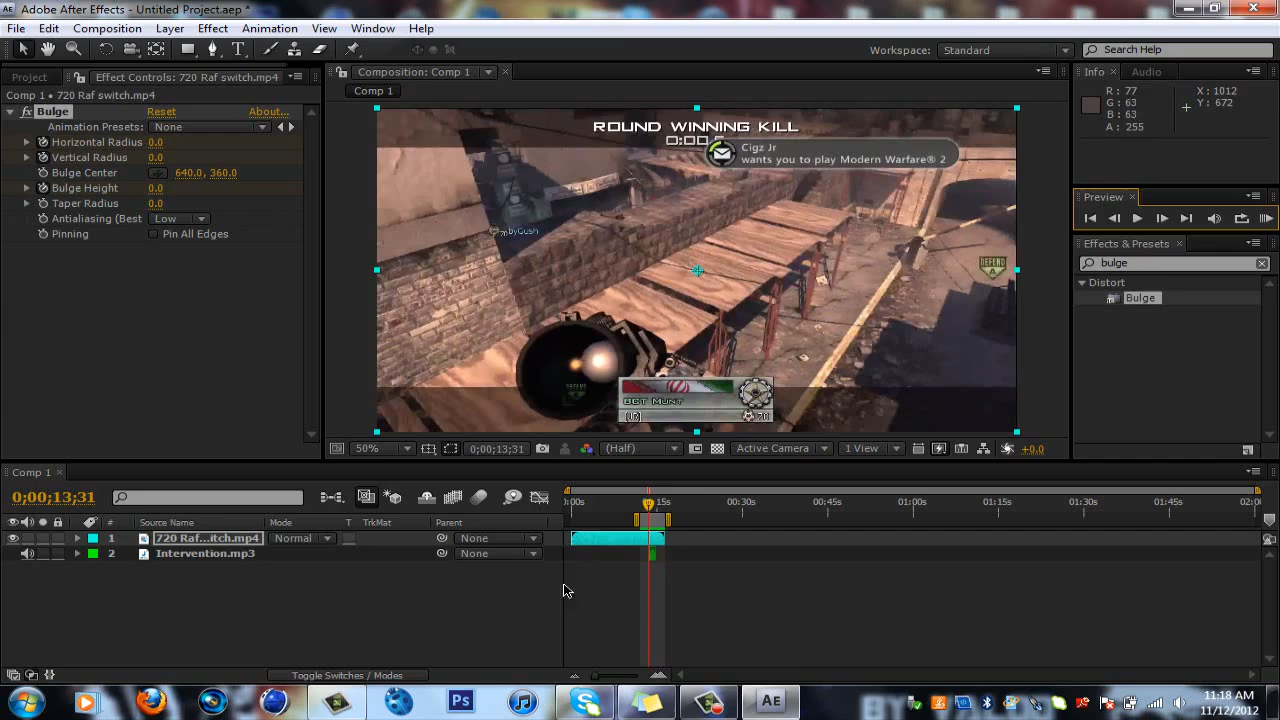 Adobe After Effects - Untitled Project.aep *
File Edit Composition Layer Effect Animation View Window Help
Workspace: Standard Search Help
Project Effect Controls: 720 Raf switch.mp4
Composition: Comp 1
Info Audio
Comp 1 • 720 Raf switch.mp4
Comp 1
R : 77 X : 1012
G : 63 Y : 672
B : 63
A : 255
fx Bulge Reset About...
Animation Presets: None
Horizontal Radius 0.0
Vertical Radius 0.0
Bulge Center 640.0, 360.0
Bulge Height 0.0
Taper Radius 0.0
Antialiasing (Best Low
Pinning Pin All Edges
ROUND WINNING KILL
Cigz Jr
wants you to play Modern Warfare® 2
byGush
DEFEND
Preview
Effects & Presets
bulge
Distort
Bulge
50% 0;00;13;31 (Half) Active Camera 1 View +0.0
Comp 1
0;00;13;31
:00s 15s 00:30s 00:45s 01:00s 01:15s 01:30s 01:45s 02:0
# Source Name Mode T TrkMat Parent
1 720 Raf...itch.mp4 Normal None
2 Intervention.mp3 None
Toggle Switches / Modes
Ps
AE
11:18 AM
11/12/2012